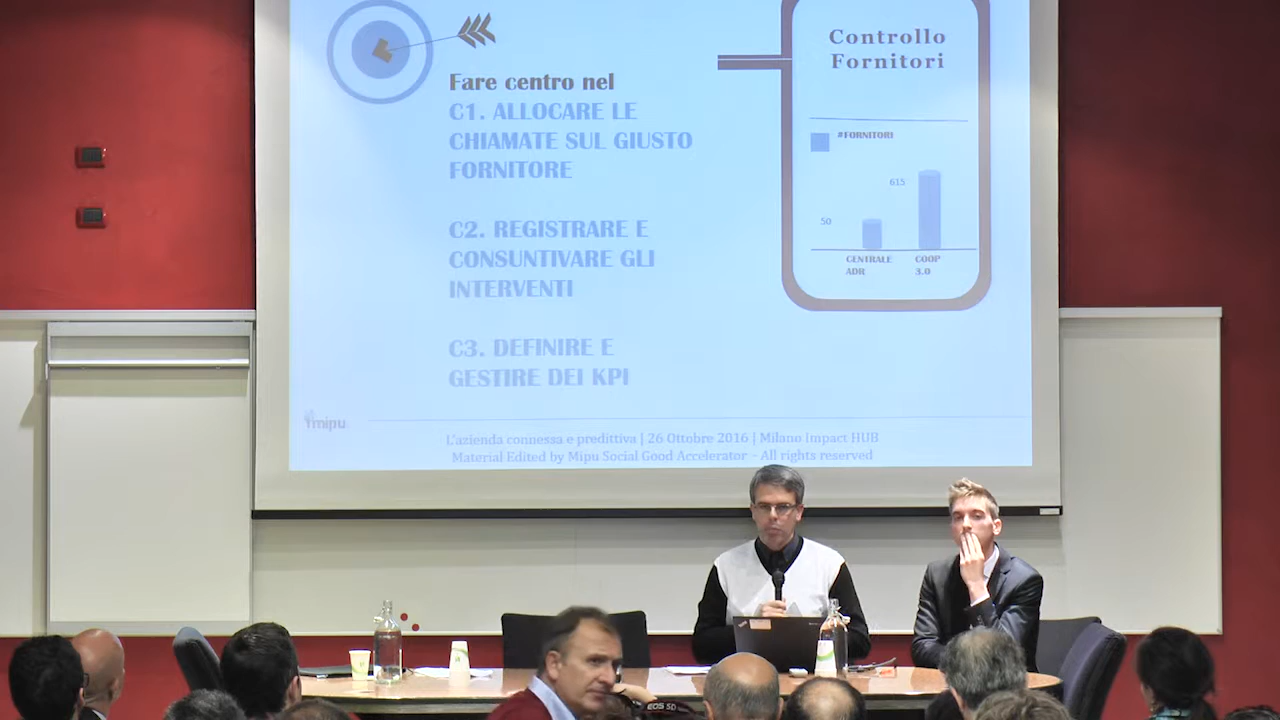 Fare centro nel
C1. ALLOCARE LE
CHIAMATE SUL GIUSTO
FORNITORE
C2. REGISTRARE E
CONSUNTIVARE GLI
INTERVENTI
C3. DEFINIRE E
GESTIRE DEI KPI
Controllo
Fornitori
#FORNITORI
615
50
CENTRALE
ADR
COOP
3.0
mipu
L'azienda connessa e predittiva | 26 Ottobre 2016 | Milano Impact HUB
Material Edited by Mipu Social Good Accelerator – All rights reserved
EOS 5D